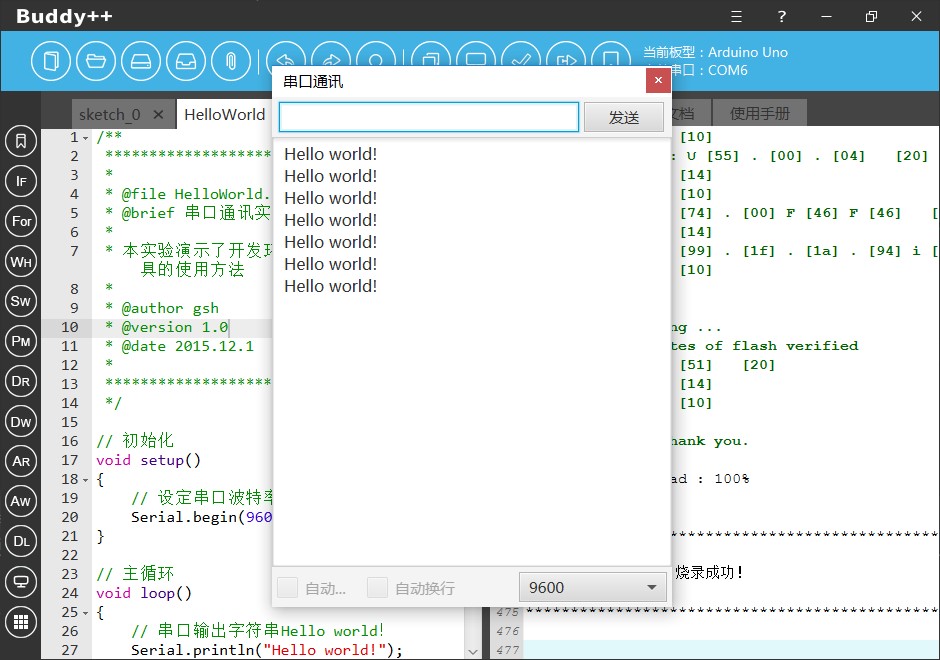 Buddy++
当前板型：Arduino Uno
串口：COM6
sketch_0
HelloWorld
文档
使用手册
串口通讯
发送
Hello world!
Hello world!
Hello world!
Hello world!
Hello world!
Hello world!
Hello world!
自动...
自动换行
9600
IF
For
WH
SW
PM
DR
DW
AR
AW
DL
1 /**
2 *******************
3 *
4 * @file HelloWorld.
5 * @brief 串口通讯实
6 *
7 * 本实验演示了开发环
具的使用方法
8 *
9 * @author gsh
10 * @version 1.0
11 * @date 2015.12.1
12 *
13 *******************
14 */
15
16 // 初始化
17 void setup()
18 {
19 // 设定串口波特率
20 Serial.begin(960
21 }
22
23 // 主循环
24 void loop()
25 {
26 // 串口输出字符串Hello world!
27 Serial.println("Hello world!");
[10]
: U [55] . [00] . [04] [20]
[14]
[10]
[74] . [00] F [46] F [46] [
[14]
[99] . [1f] . [1a] . [94] i [
[10]
ng ...
tes of flash verified
[51] [20]
[14]
[10]
hank you.
ad : 100%
******************************
烧录成功！
475 ***********************************************
476
477